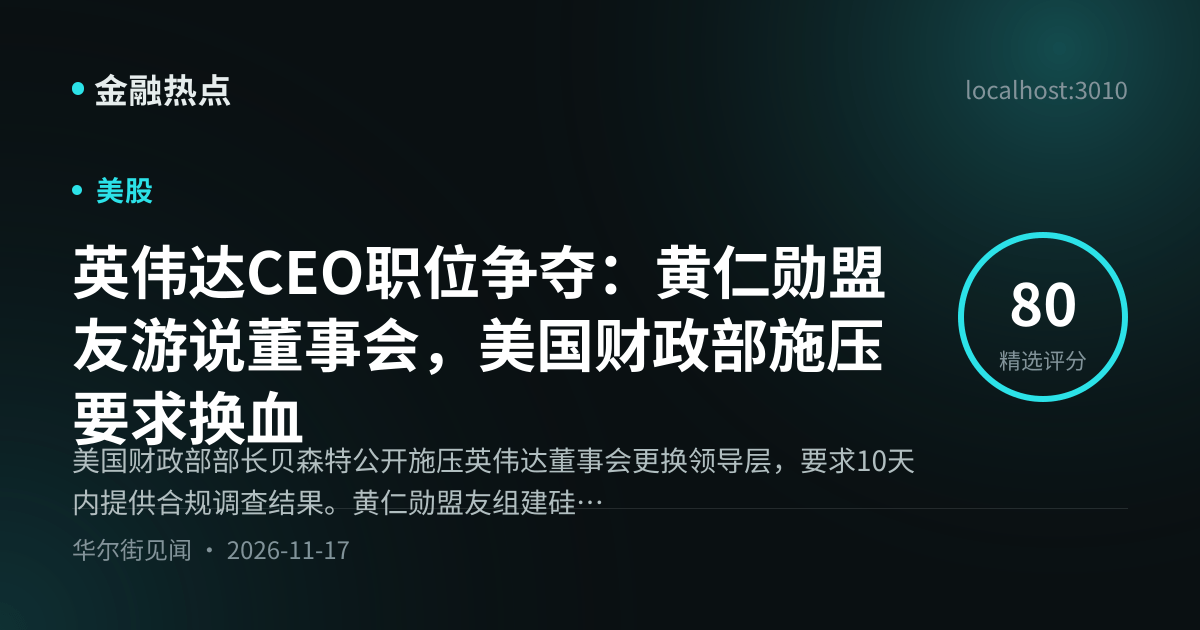 金融热点
localhost:3010
美股
英伟达CEO职位争夺：黄仁勋盟
友游说董事会，美国财政部施压
要求换血
80
精选评分
美国财政部部长贝森特公开施压英伟达董事会更换领导层，要求10天
内提供合规调查结果。黄仁勋盟友组建硅…
华尔街见闻 · 2026-11-17